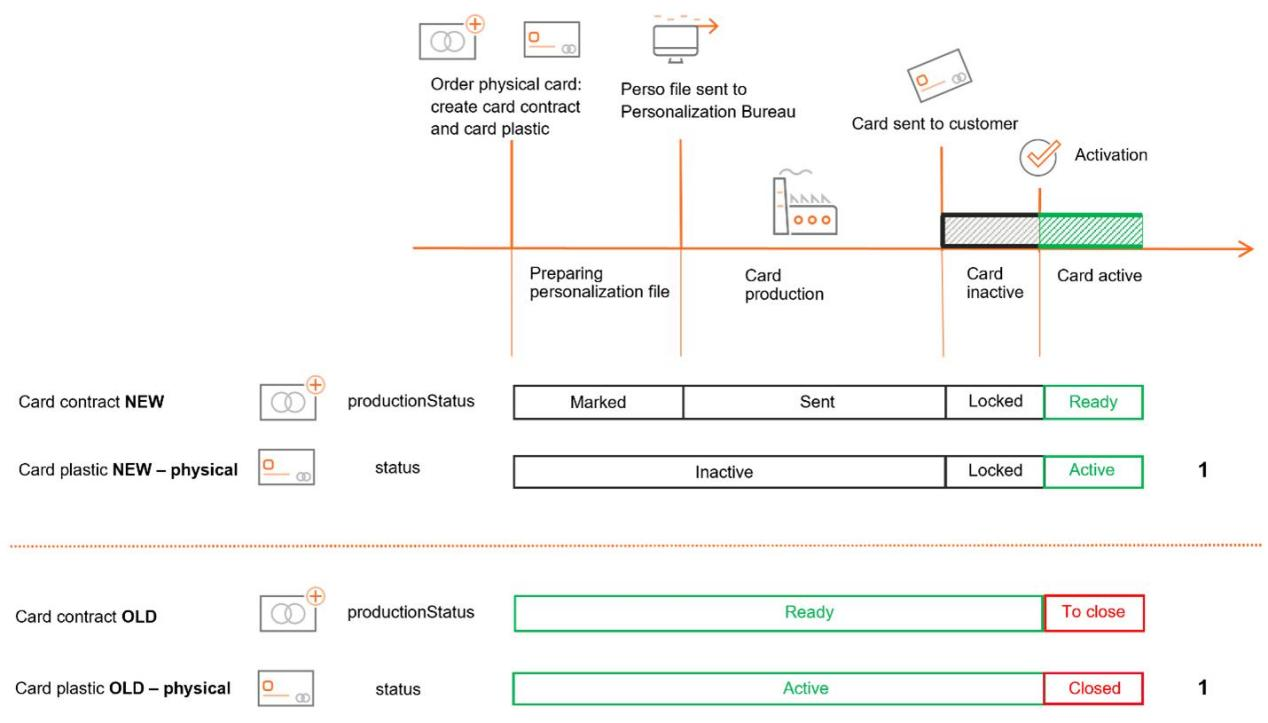 Order physical card:
create card contract
and card plastic
Perso file sent to
Personalization Bureau
Card sent to customer
Activation
Preparing
personalization file
Card
production
Card
inactive
Card active
Card contract NEW
productionStatus
Marked
Sent
Locked
Ready
Card plastic NEW – physical
status
Inactive
Locked
Active
1
Card contract OLD
productionStatus
Ready
To close
Card plastic OLD – physical
status
Active
Closed
1